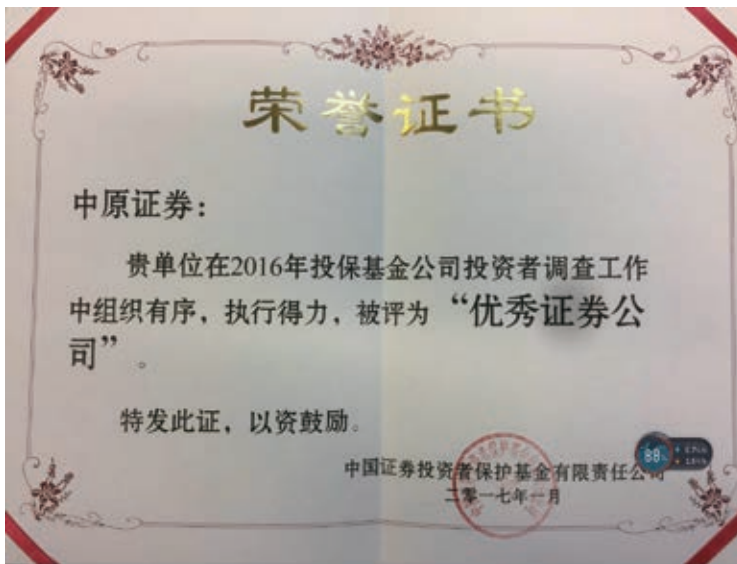 荣誉证书
中原证券：
贵单位在2016年投保基金公司投资者调查工作
中组织有序，执行得力，被评为“优秀证券公
司”。
特发此证，以资鼓励。
中国证券投资者保护基金有限责任公司
二零一七年一月
88%